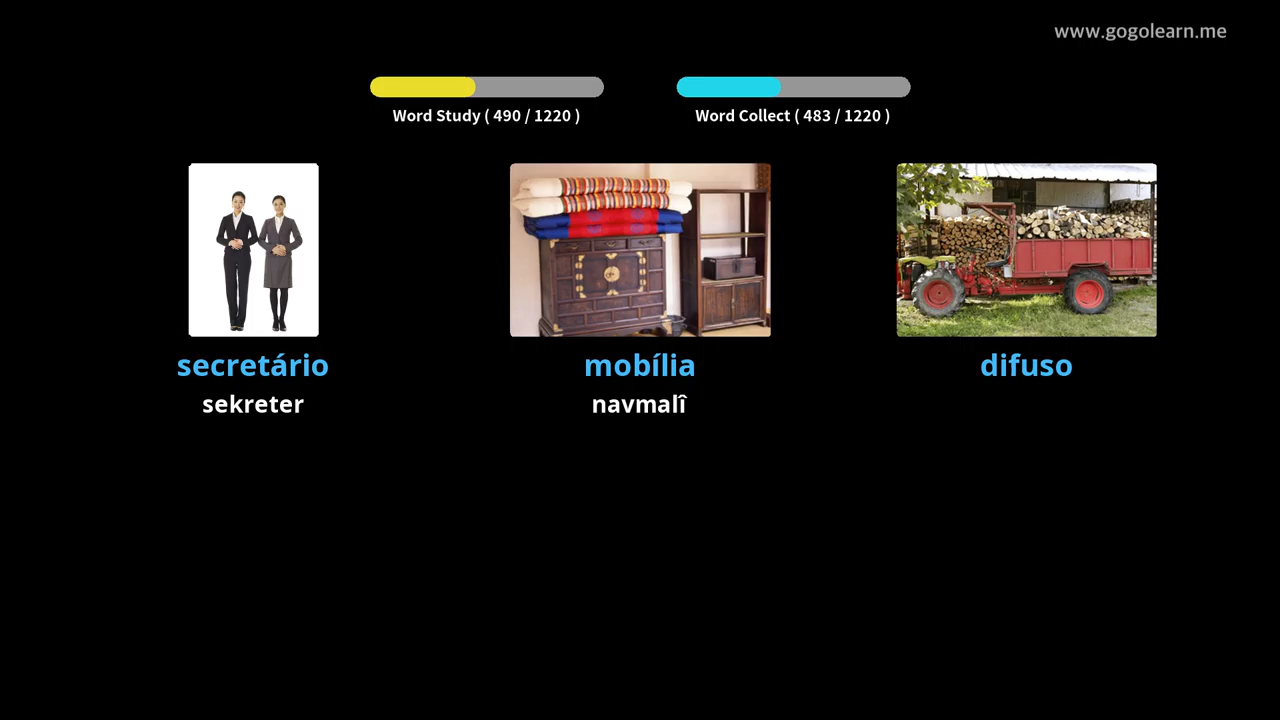 www.gogolearn.me
Word Study ( 490 / 1220 )
Word Collect ( 483 / 1220 )
secretário
sekreter
mobília
navmalî
difuso